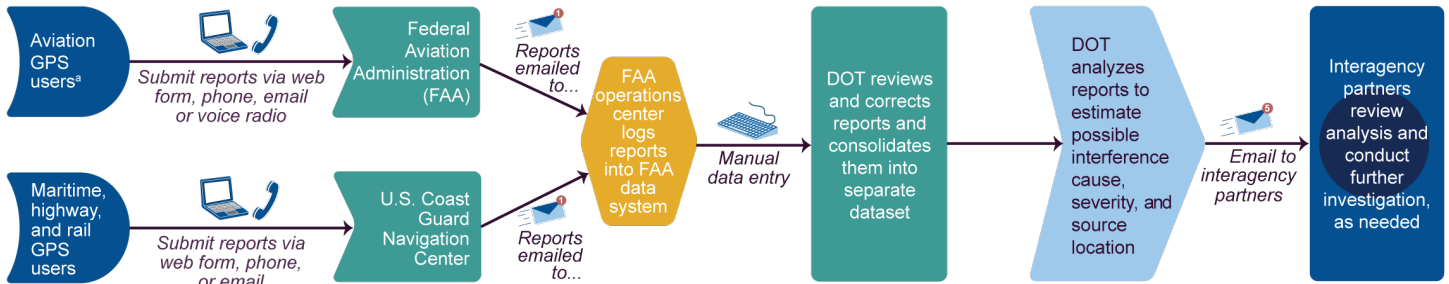 Aviation
GPS
usersª
Submit reports via web
form, phone, email
or voice radio
Federal
Aviation
Administration
(FAA)
1
Reports
emailed
to...
Maritime,
highway,
and rail
GPS
users
Submit reports via
web form, phone,
or email
U.S. Coast
Guard
Navigation
Center
1
Reports
emailed
to...
FAA
operations
center
logs
reports
into FAA
data
system
Manual
data entry
DOT reviews
and corrects
reports and
consolidates
them into
separate
dataset
DOT
analyzes
reports to
estimate
possible
interference
cause,
severity, and
source
location
5
Email to
interagency
partners
Interagency
partners
review
analysis and
conduct
further
investigation,
as needed